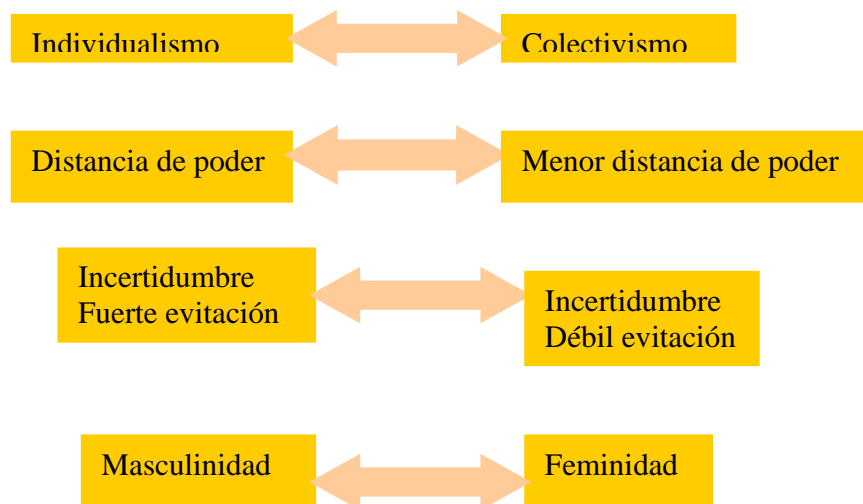 Individualismo
Colectivismo
Distancia de poder
Menor distancia de poder
Incertidumbre
Fuerte evitación
Incertidumbre
Débil evitación
Masculinidad
Feminidad